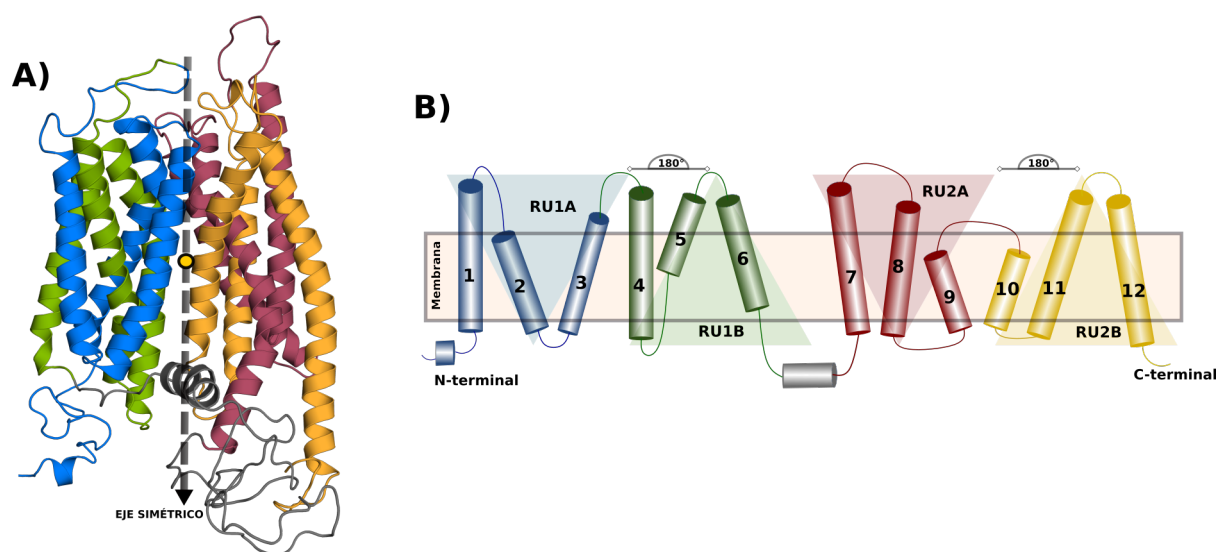 A)
EJE SIMÉTRICO
B)
180°
180°
RU1A
RU2A
Membrana
1
2
3
4
5
6
7
8
9
10
11
12
RU1B
RU2B
N-terminal
C-terminal